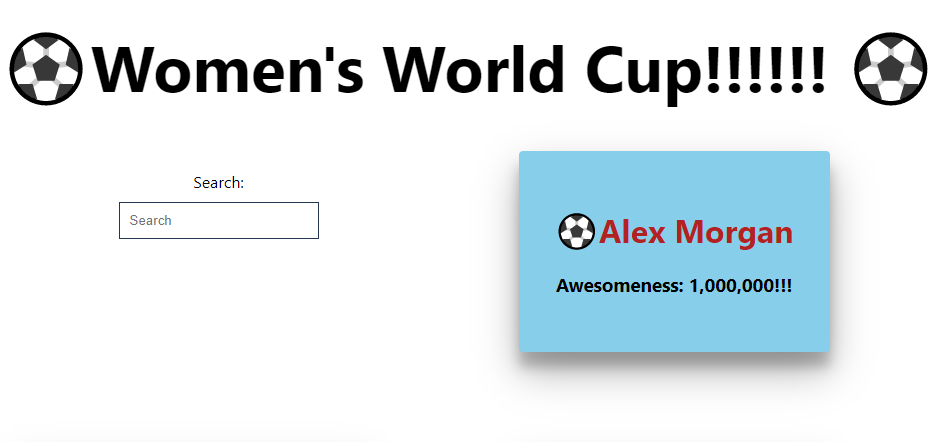 ⚽Women's World Cup!!!!!! ⚽
Search:
Search
⚽Alex Morgan
Awesomeness: 1,000,000!!!